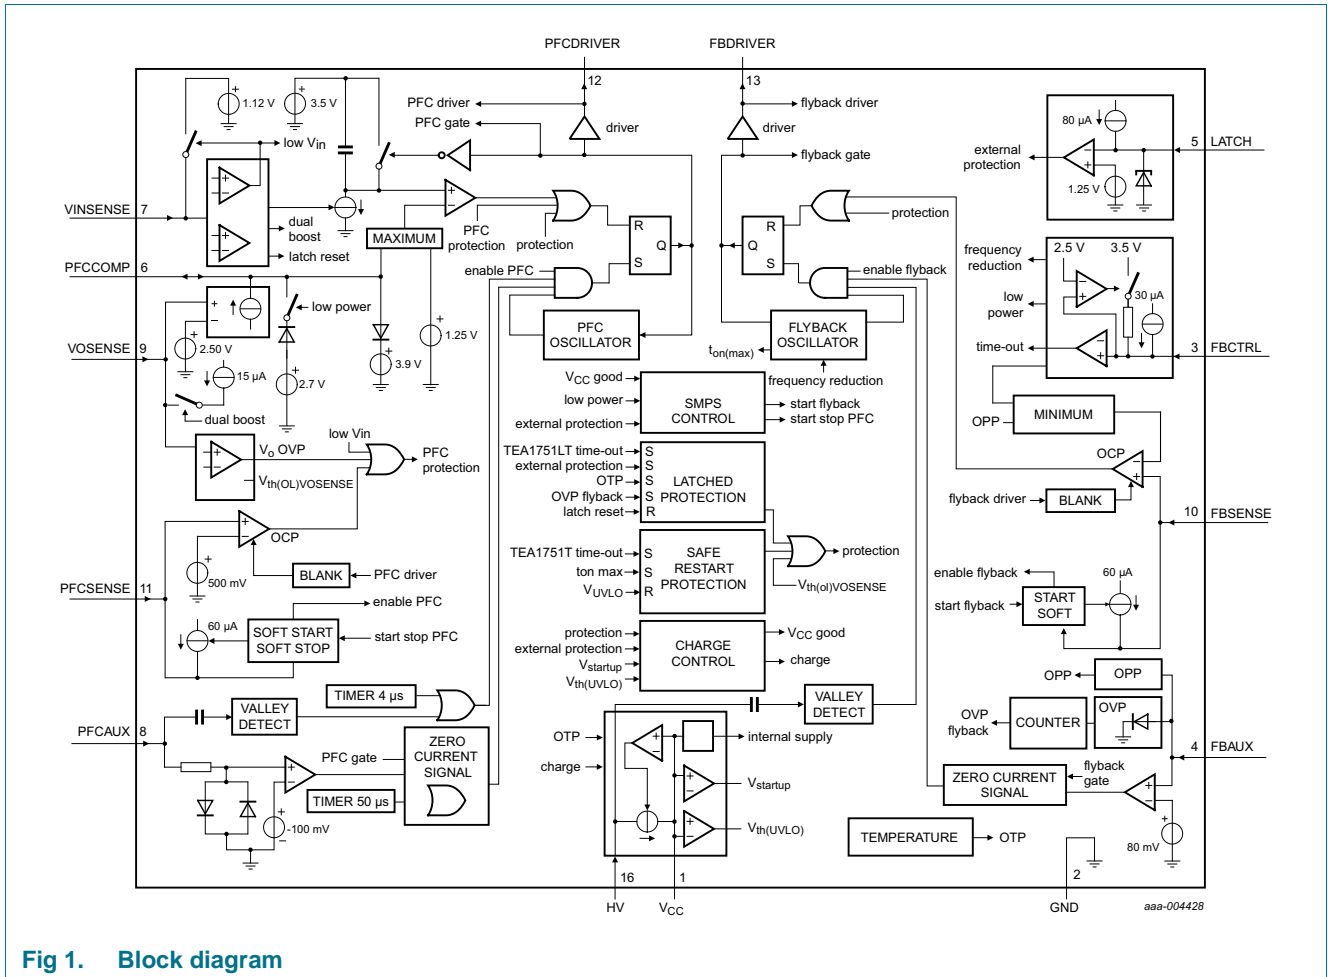 PFCDRIVER
FBDRIVER
12
13
1.12 V
3.5 V
PFC driver
PFC gate
driver
flyback driver
driver
flyback gate
low Vin
80 µA
5 LATCH
external
protection
1.25 V
VINSENSE 7
dual
boost
latch reset
MAXIMUM
PFC
protection
protection
R
Q
S
R
Q
S
protection
enable PFC
enable flyback
PFCCOMP 6
low power
2.50 V
1.25 V
3.9 V
2.7 V
VOSENSE 9
15 µA
dual boost
PFC
OSCILLATOR
FLYBACK
OSCILLATOR
ton(max)
frequency reduction
frequency
reduction
2.5 V
3.5 V
low
power
30 µA
time-out
3 FBCTRL
VCC good
low power
external protection
SMPS
CONTROL
start flyback
start stop PFC
OPP
MINIMUM
low Vin
Vo OVP
Vth(OL)VOSENSE
PFC
protection
TEA1751LT time-out
external protection
OTP
OVP flyback
latch reset
S
S
S
S
R
LATCHED
PROTECTION
OCP
flyback driver
BLANK
10 FBSENSE
OCP
500 mV
BLANK
PFC driver
PFCSENSE 11
enable PFC
60 µA
SOFT START
SOFT STOP
start stop PFC
TEA1751T time-out
ton max
VUVLO
S
S
R
SAFE
RESTART
PROTECTION
protection
Vth(ol)VOSENSE
enable flyback
start flyback
START
SOFT
60 µA
protection
external protection
Vstartup
Vth(UVLO)
CHARGE
CONTROL
VCC good
charge
OPP
OPP
OVP
flyback
COUNTER
OVP
TIMER 4 µs
VALLEY
DETECT
VALLEY
DETECT
PFCAUX 8
PFC gate
ZERO
CURRENT
SIGNAL
TIMER 50 µs
-100 mV
OTP
charge
internal supply
Vstartup
Vth(UVLO)
4 FBAUX
flyback
gate
ZERO CURRENT
SIGNAL
80 mV
TEMPERATURE
OTP
16
1
2
HV
VCC
GND
aaa-004428
Fig 1. Block diagram